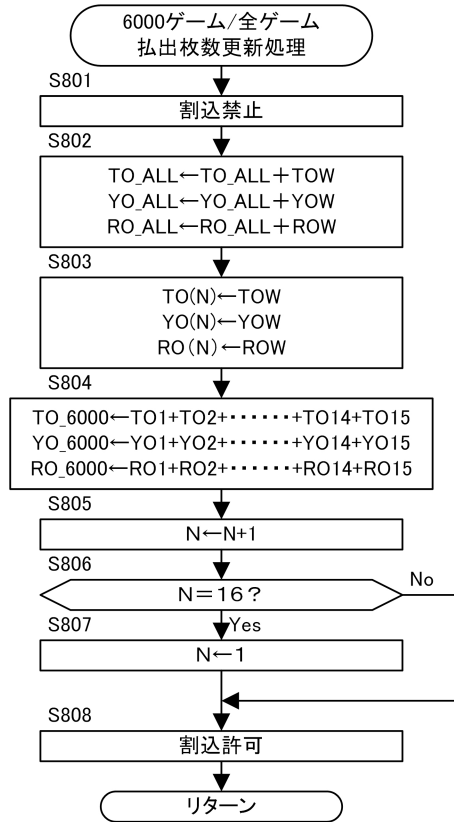 6000ゲーム/全ゲーム
払出枚数更新処理
S801
割込禁止
S802
TO_ALL←TO_ALL＋TOW
YO_ALL←YO_ALL＋YOW
RO_ALL←RO_ALL＋ROW
S803
TO(N)←TOW
YO(N)←YOW
RO(N)←ROW
S804
TO_6000←TO1+TO2+・・・・・・+TO14+TO15
YO_6000←YO1+YO2+・・・・・・+YO14+YO15
RO_6000←RO1+RO2+・・・・・・+RO14+RO15
S805
N←N+1
S806
N＝16？
No
Yes
S807
N←1
S808
割込許可
リターン